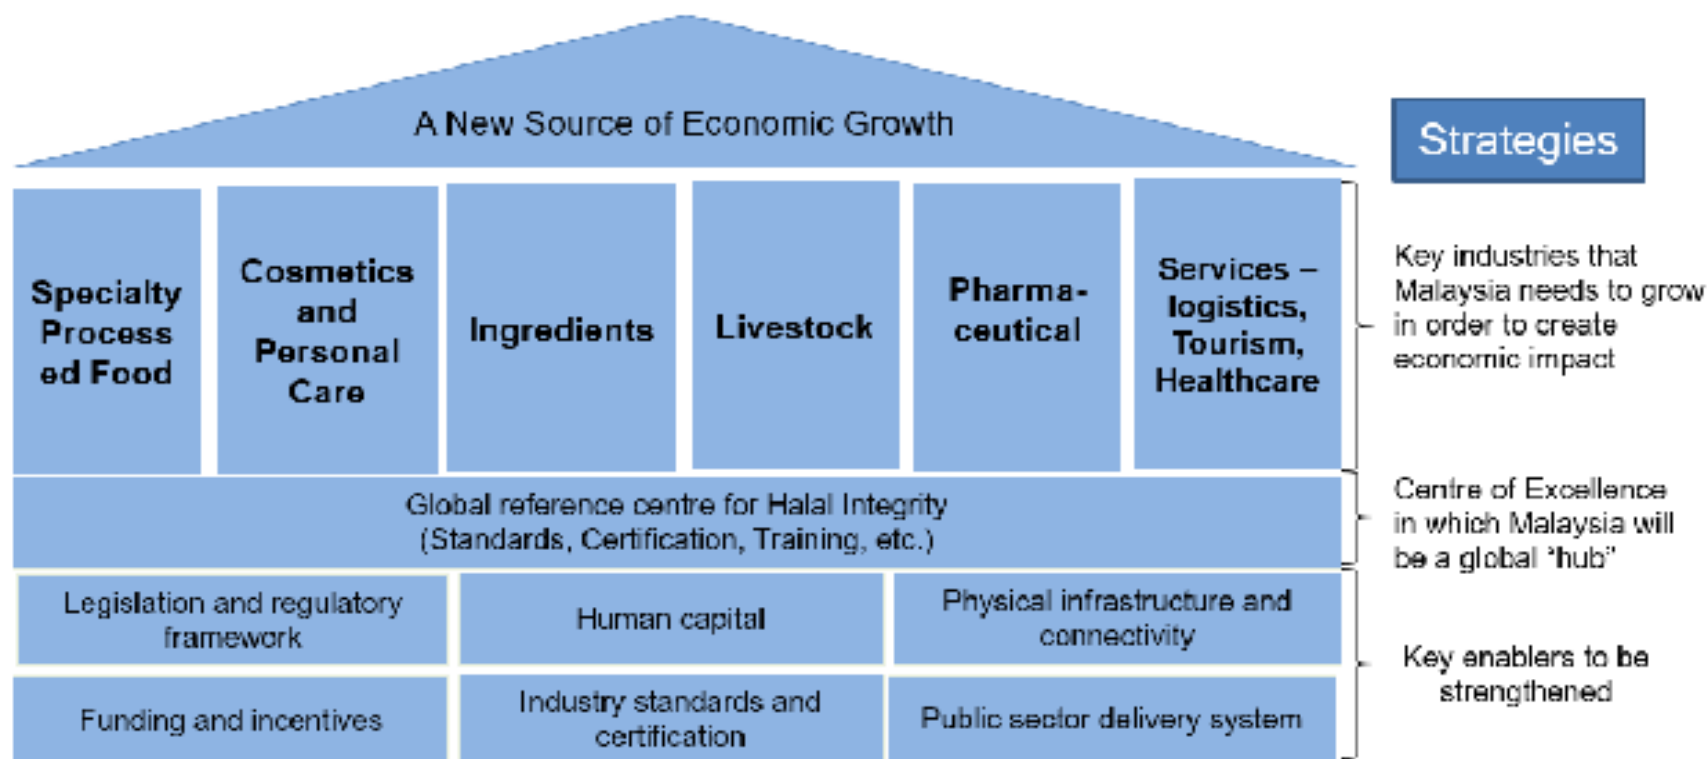 A New Source of Economic Growth
Strategies
Specialty
Process
ed Food
Cosmetics
and
Personal
Care
Ingredients
Livestock
Pharma-
ceutical
Services –
logistics,
Tourism,
Healthcare
Key industries that
Malaysia needs to grow
in order to create
economic impact
Global reference centre for Halal Integrity
(Standards, Certification, Training, etc.)
Centre of Excellence
in which Malaysia will
be a global "hub"
Legislation and regulatory
framework
Human capital
Physical infrastructure and
connectivity
Funding and incentives
Industry standards and
certification
Public sector delivery system
Key enablers to be
strengthened